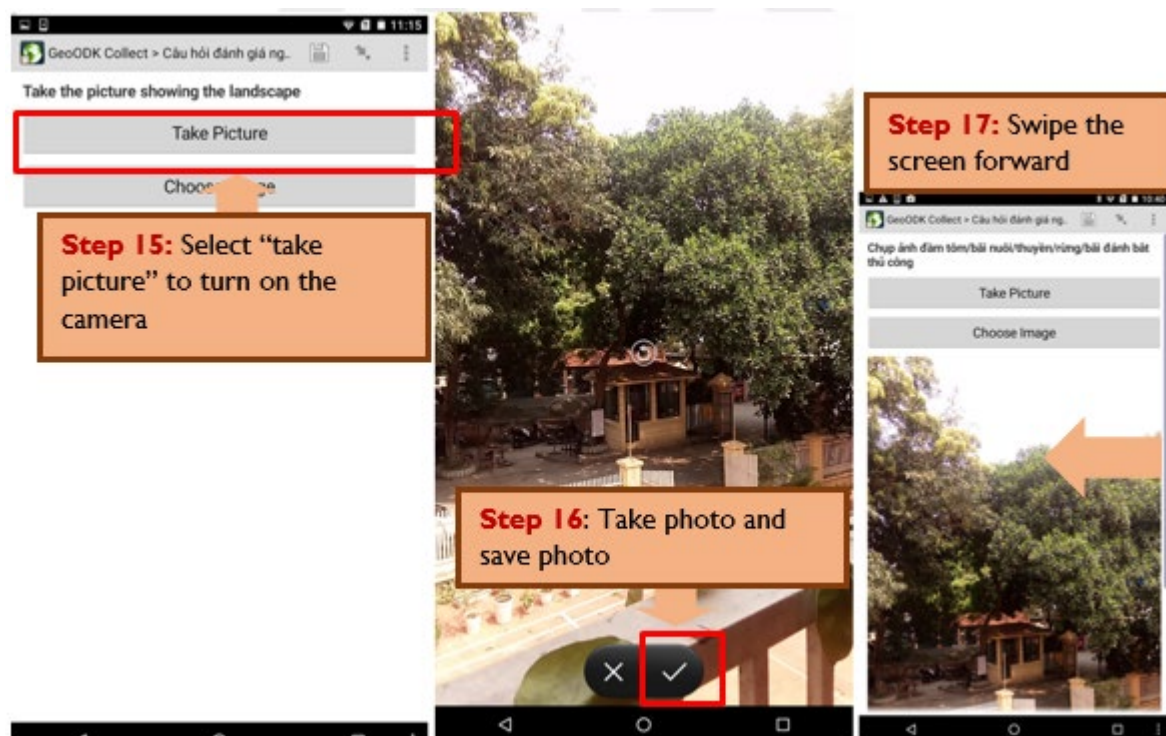 11:15
GeoODK Collect > Câu hỏi đánh giá ng..
Take the picture showing the landscape
Take Picture
Step 15: Select “take
picture” to turn on the
camera
Step 16: Take photo and
save photo
Step 17: Swipe the
screen forward
10:40
GeoODK Collect > Câu hỏi đánh giá ng..
Chụp ảnh đầm tôm/bãi nuôi/thuyền/rừng/bãi đánh bắt
thủ công
Take Picture
Choose Image